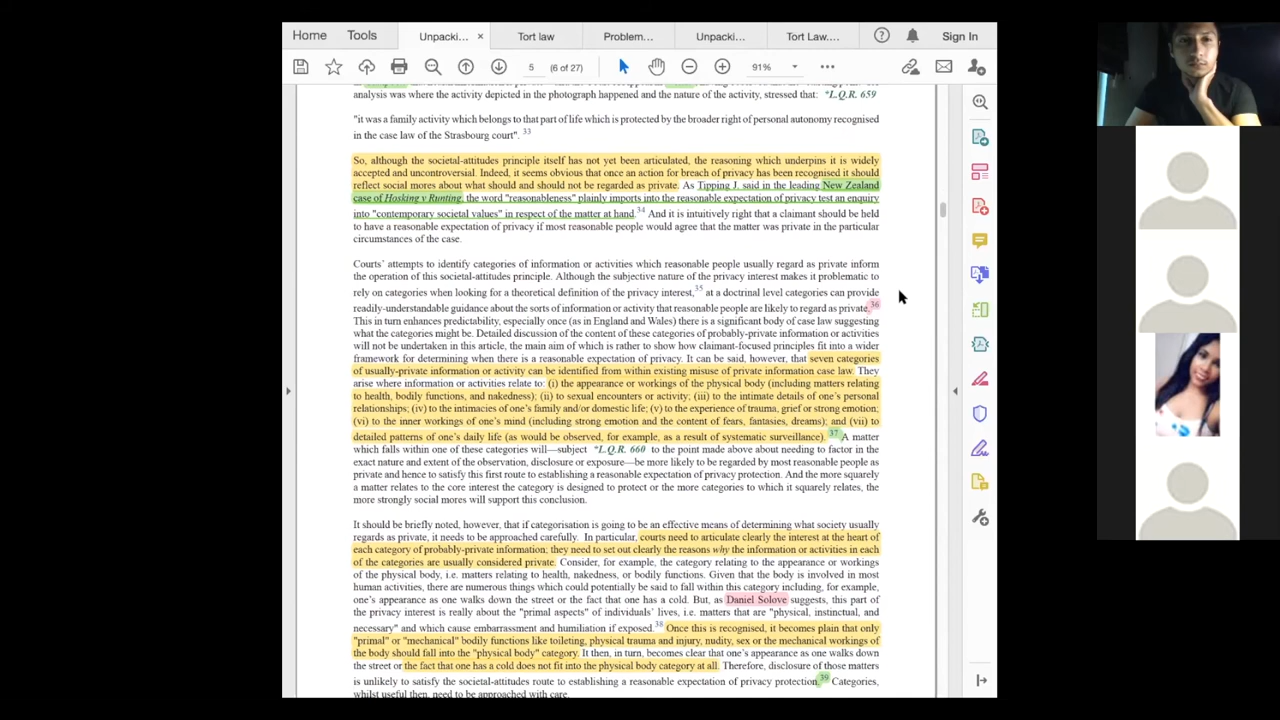 Home Tools Unpacki... × Tort law Problem... Unpacki... Tort Law.... Sign In
5 (6 of 27) 91%
analysis was where the activity depicted in the photograph happened and the nature of the activity, stressed that: *L.Q.R. 659
"it was a family activity which belongs to that part of life which is protected by the broader right of personal autonomy recognised
in the case law of the Strasbourg court". 33
So, although the societal-attitudes principle itself has not yet been articulated, the reasoning which underpins it is widely
accepted and uncontroversial. Indeed, it seems obvious that once an action for breach of privacy has been recognised it should
reflect social mores about what should and should not be regarded as private. As Tipping J. said in the leading New Zealand
case of Hosking v Runting, the word "reasonableness" plainly imports into the reasonable expectation of privacy test an enquiry
into "contemporary societal values" in respect of the matter at hand.34 And it is intuitively right that a claimant should be held
to have a reasonable expectation of privacy if most reasonable people would agree that the matter was private in the particular
circumstances of the case.
Courts' attempts to identify categories of information or activities which reasonable people usually regard as private inform
the operation of this societal-attitudes principle. Although the subjective nature of the privacy interest makes it problematic to
rely on categories when looking for a theoretical definition of the privacy interest,35 at a doctrinal level categories can provide
readily-understandable guidance about the sorts of information or activity that reasonable people are likely to regard as private.36
This in turn enhances predictability, especially once (as in England and Wales) there is a significant body of case law suggesting
what the categories might be. Detailed discussion of the content of these categories of probably-private information or activities
will not be undertaken in this article, the main aim of which is rather to show how claimant-focused principles fit into a wider
framework for determining when there is a reasonable expectation of privacy. It can be said, however, that seven categories
of usually-private information or activity can be identified from within existing misuse of private information case law. They
arise where information or activities relate to: (i) the appearance or workings of the physical body (including matters relating
to health, bodily functions, and nakedness); (ii) to sexual encounters or activity; (iii) to the intimate details of one's personal
relationships; (iv) to the intimacies of one's family and/or domestic life; (v) to the experience of trauma, grief or strong emotion;
(vi) to the inner workings of one's mind (including strong emotion and the content of fears, fantasies, dreams); and (vii) to
detailed patterns of one's daily life (as would be observed, for example, as a result of systematic surveillance). 37 A matter
which falls within one of these categories will—subject *L.Q.R. 660 to the point made above about needing to factor in the
exact nature and extent of the observation, disclosure or exposure—be more likely to be regarded by most reasonable people as
private and hence to satisfy this first route to establishing a reasonable expectation of privacy protection. And the more squarely
a matter relates to the core interest the category is designed to protect or the more categories to which it squarely relates, the
more strongly social mores will support this conclusion.
It should be briefly noted, however, that if categorisation is going to be an effective means of determining what society usually
regards as private, it needs to be approached carefully. In particular, courts need to articulate clearly the interest at the heart of
each category of probably-private information; they need to set out clearly the reasons why the information or activities in each
of the categories are usually considered private. Consider, for example, the category relating to the appearance or workings
of the physical body, i.e. matters relating to health, nakedness, or bodily functions. Given that the body is involved in most
human activities, there are numerous things which could potentially be said to fall within this category including, for example,
one's appearance as one walks down the street or the fact that one has a cold. But, as Daniel Solove suggests, this part of
the privacy interest is really about the "primal aspects" of individuals' lives, i.e. matters that are "physical, instinctual, and
necessary" and which cause embarrassment and humiliation if exposed.38 Once this is recognised, it becomes plain that only
"primal" or "mechanical" bodily functions like toileting, physical trauma and injury, nudity, sex or the mechanical workings of
the body should fall into the "physical body" category. It then, in turn, becomes clear that one's appearance as one walks down
the street or the fact that one has a cold does not fit into the physical body category at all. Therefore, disclosure of those matters
is unlikely to satisfy the societal-attitudes route to establishing a reasonable expectation of privacy protection.39 Categories,
whilst useful then, need to be approached with care.